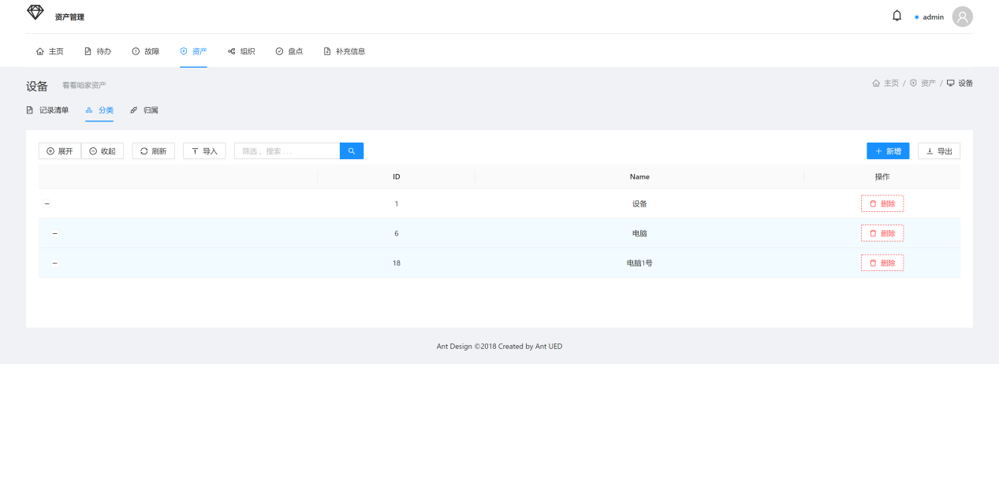 资产管理
admin
主页 待办 故障 资产 组织 盘点 补充信息
设备 看看咱家资产
主页 / 资产 / 设备
记录清单 分类 归属
展开 收起 刷新 导入 筛选、搜索 . . . 新增 导出
ID Name 操作
1 设备 删除
6 电脑 删除
18 电脑1号 删除
Ant Design ©2018 Created by Ant UED